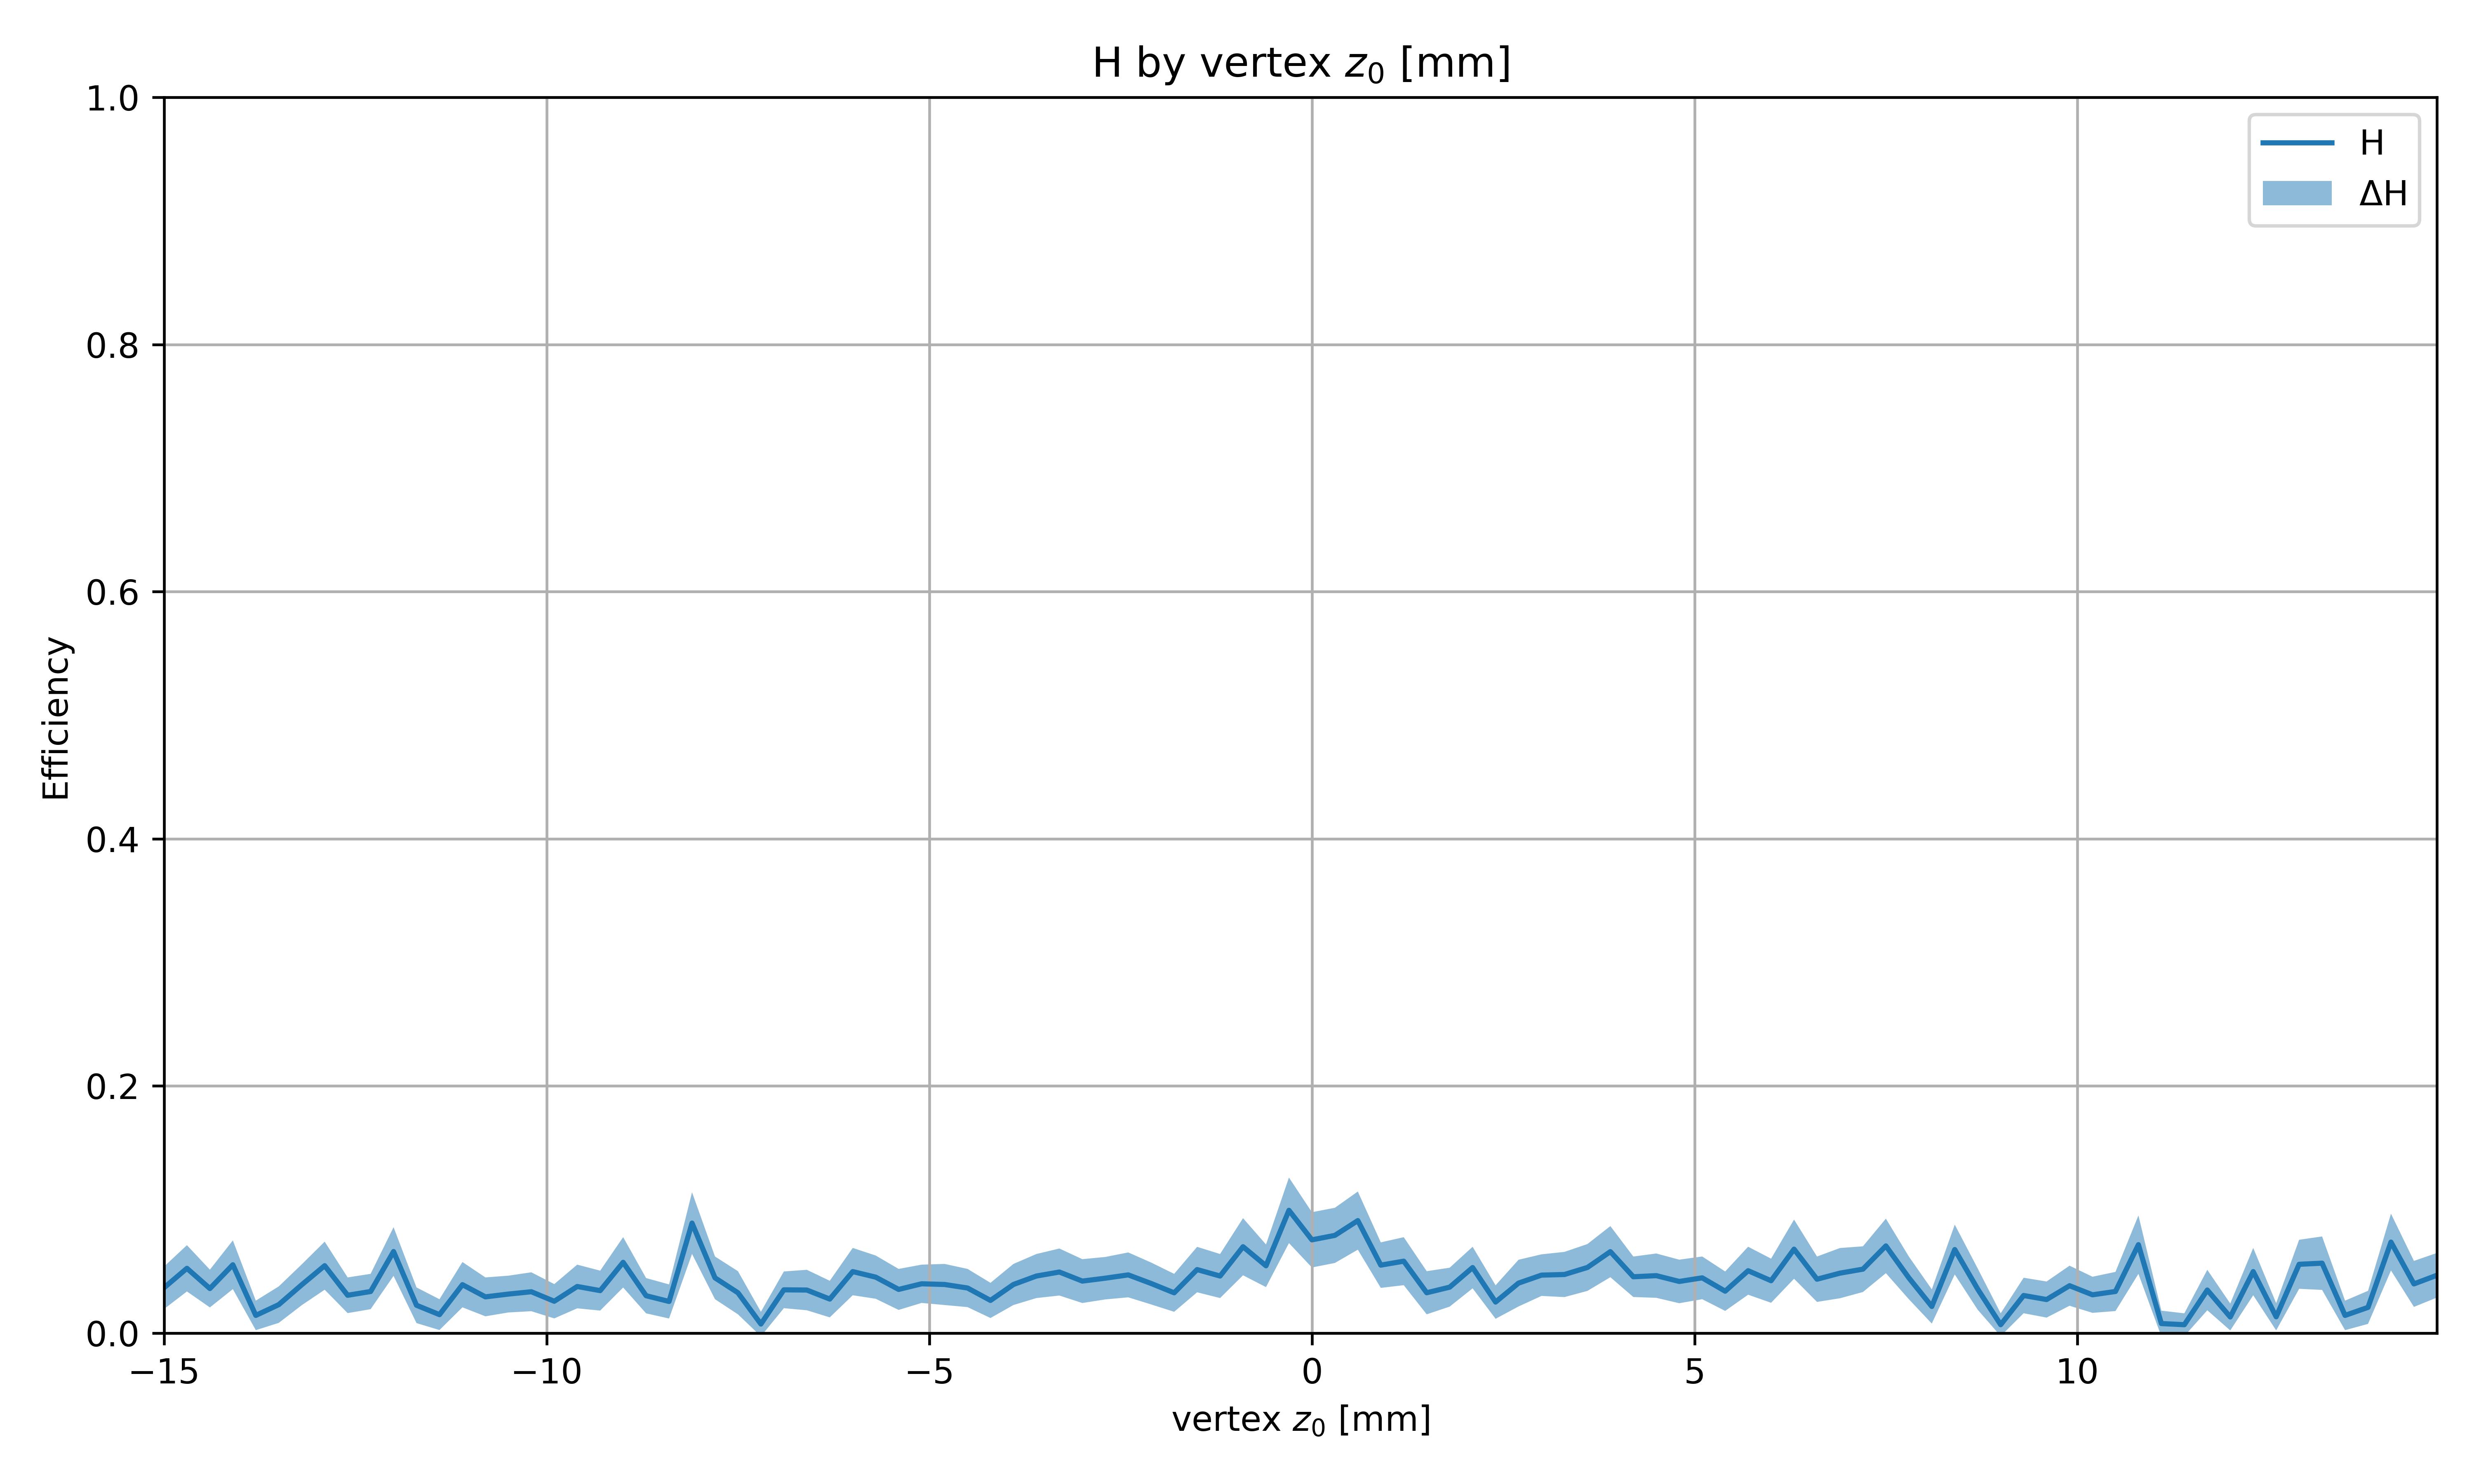 H by vertex z₀ [mm]
1.0
0.8
0.6
0.4
0.2
0.0
Efficiency
H
ΔH
−15 −10 −5 0 5 10
vertex z₀ [mm]